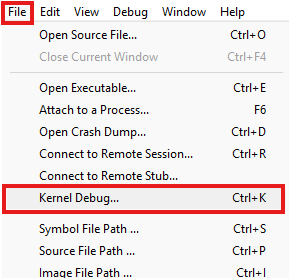 File Edit View Debug Window Help
Open Source File... Ctrl+O
Close Current Window Ctrl+F4
Open Executable... Ctrl+E
Attach to a Process... F6
Open Crash Dump... Ctrl+D
Connect to Remote Session... Ctrl+R
Connect to Remote Stub...
Kernel Debug... Ctrl+K
Symbol File Path ... Ctrl+S
Source File Path ... Ctrl+P
Image File Path ... Ctrl+I